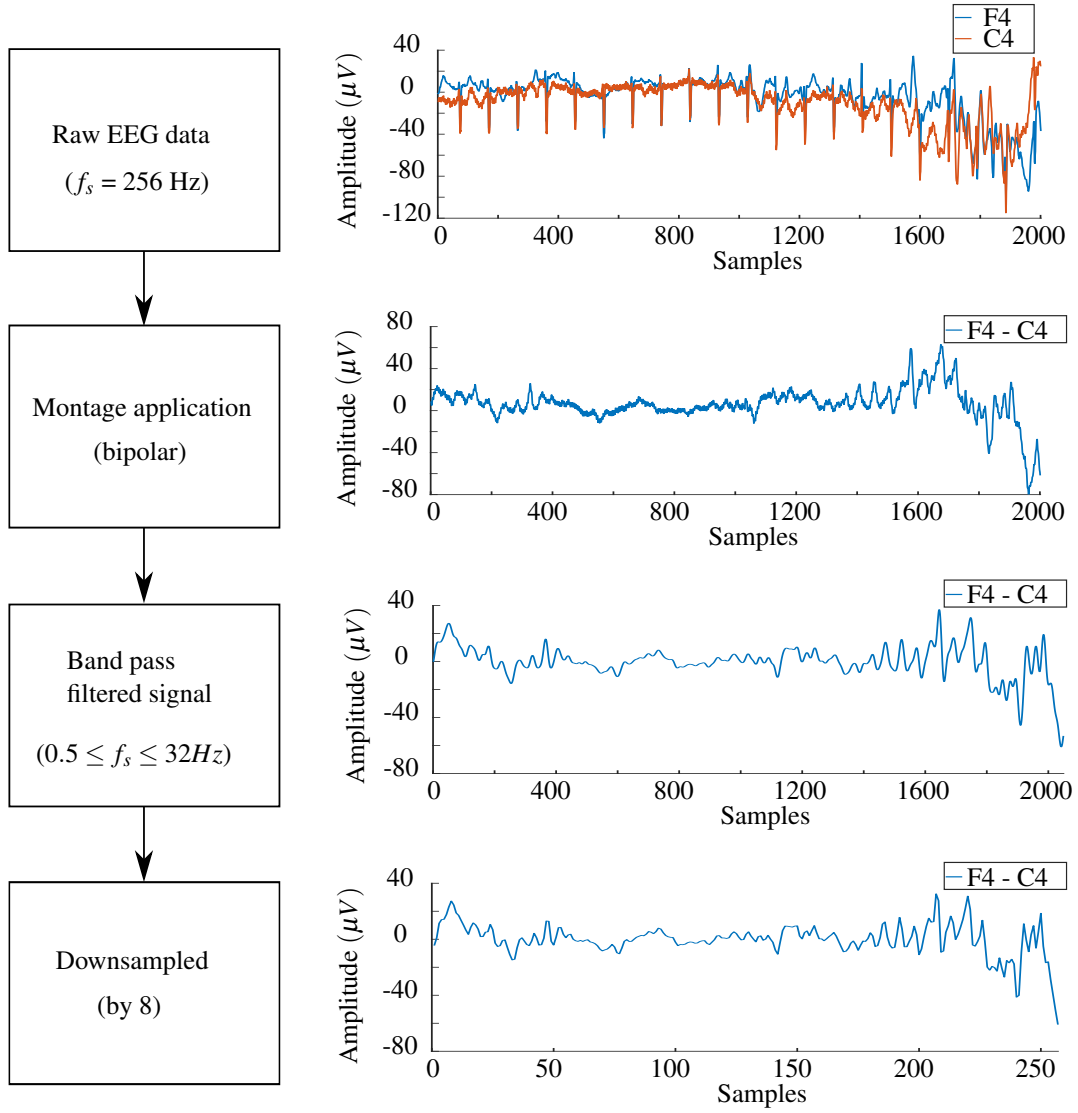 Raw EEG data
(f_s = 256 Hz)
F4
C4
Amplitude (μV)
40
0
-40
-80
-120
0 400 800 1200 1600 2000
Samples
Montage application
(bipolar)
F4 - C4
Amplitude (μV)
80
40
0
-40
-80
0 400 800 1200 1600 2000
Samples
Band pass
filtered signal
(0.5 ≤ f_s ≤ 32Hz)
F4 - C4
Amplitude (μV)
40
0
-40
-80
0 400 800 1200 1600 2000
Samples
Downsampled
(by 8)
F4 - C4
Amplitude (μV)
40
0
-40
-80
0 50 100 150 200 250
Samples